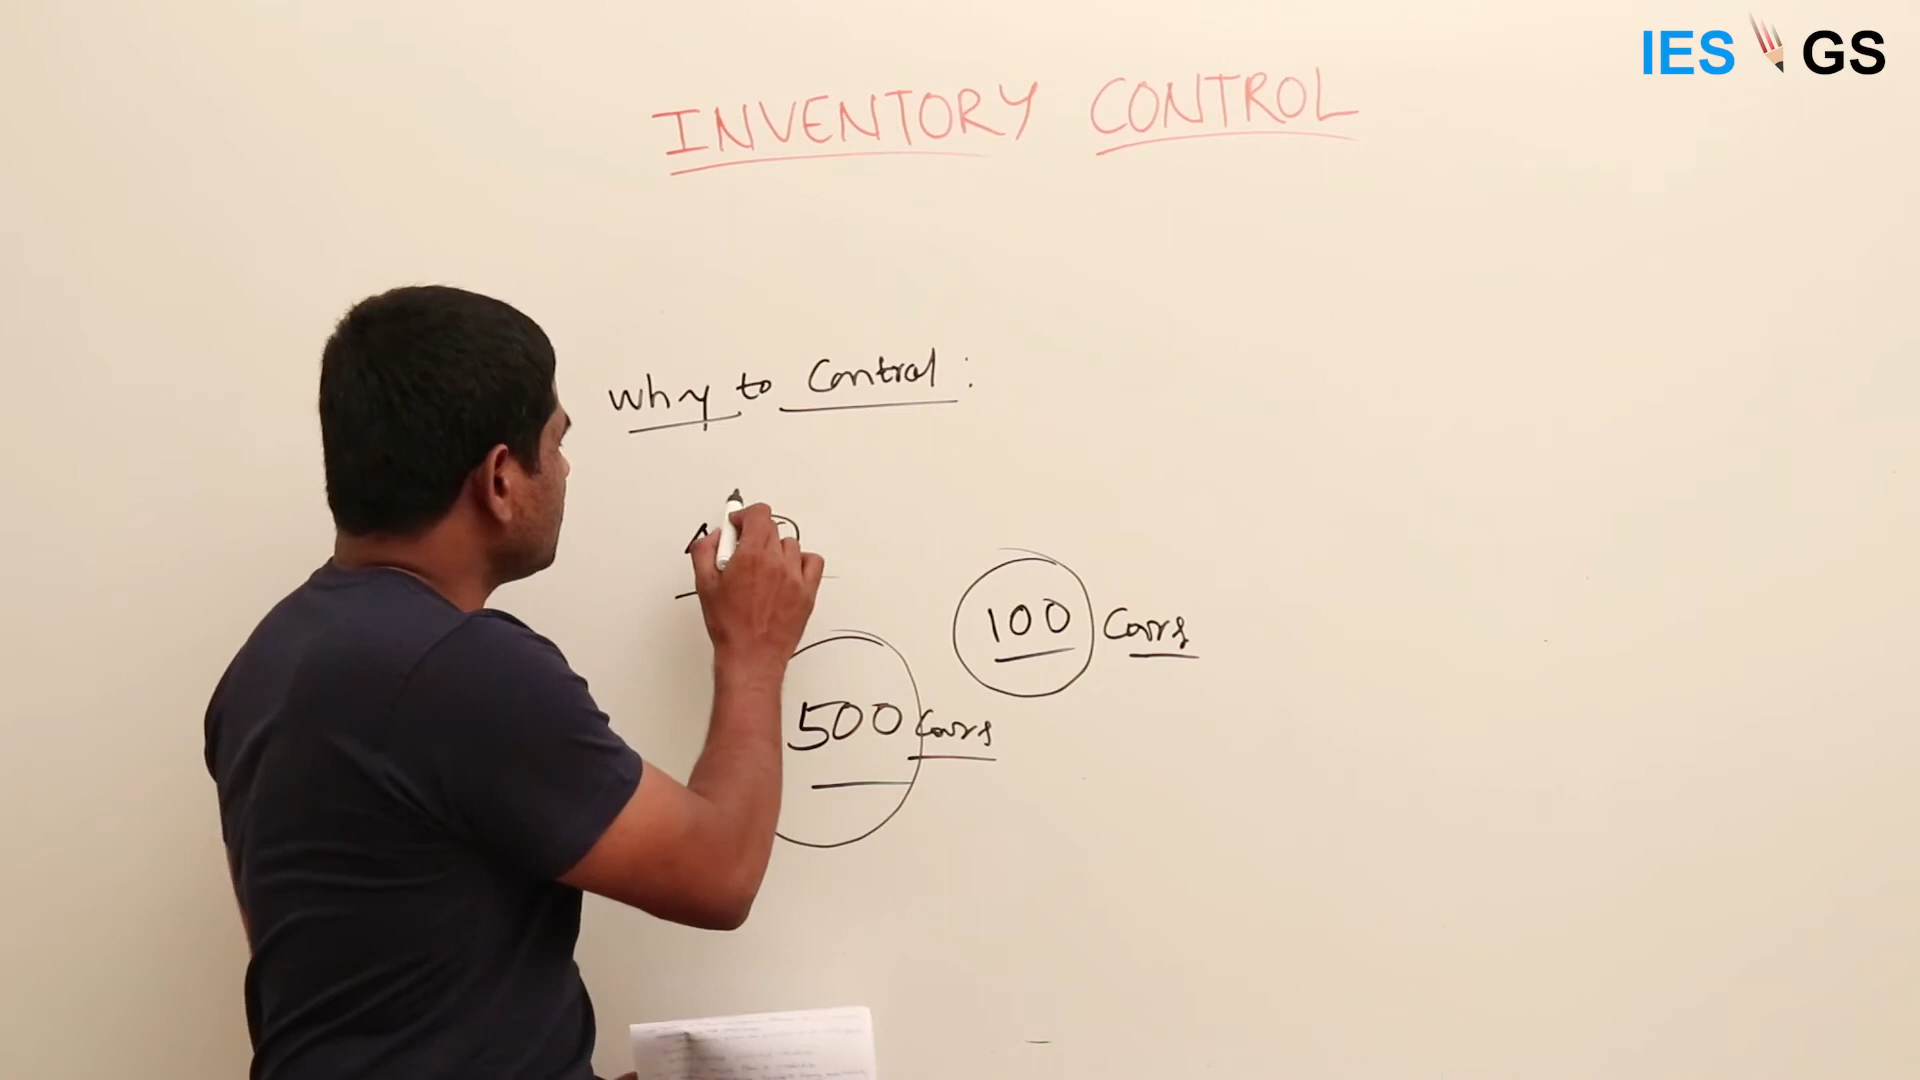 IES GS
INVENTORY CONTROL
Why to Control :
100 Cars
500 Cars